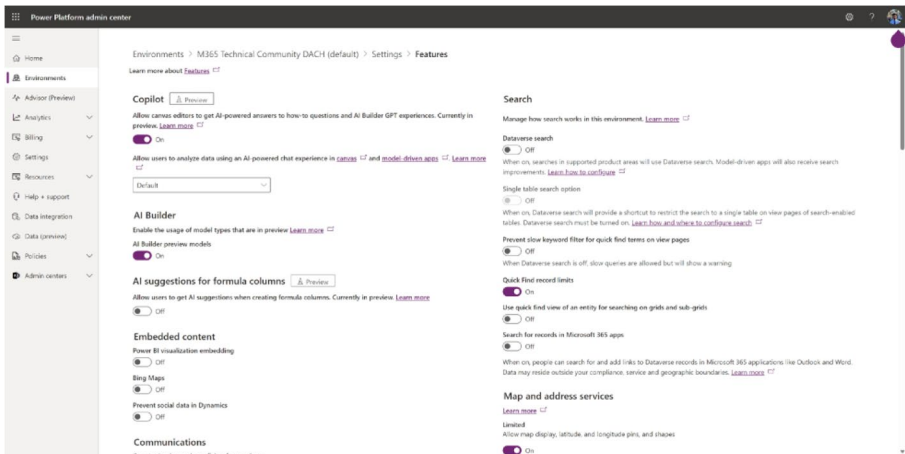 Power Platform admin center
?
Home
Environments
Advisor (Preview)
Analytics
Billing
Settings
Resources
Help + support
Data integration
Data (preview)
Policies
Admin centers
Environments > M365 Technical Community DACH (default) > Settings > Features
Learn more about Features
Copilot Preview
Allow canvas editors to get AI-powered answers to how-to questions and AI Builder GPT experiences. Currently in
preview. Learn more
On
Allow users to analyze data using an AI-powered chat experience in canvas and model-driven apps . Learn more
Default
AI Builder
Enable the usage of model types that are in preview Learn more
AI Builder preview models
On
AI suggestions for formula columns Preview
Allow users to get AI suggestions when creating formula columns. Currently in preview. Learn more
Off
Embedded content
Power BI visualization embedding
Off
Bing Maps
Off
Prevent social data in Dynamics
Off
Communications
Search
Manage how search works in this environment. Learn more
Dataverse search
Off
When on, searches in supported product areas will use Dataverse search. Model-driven apps will also receive search
improvements. Learn how to configure
Single table search option
Off
When on, Dataverse search will provide a shortcut to restrict the search to a single table on view pages of search-enabled
tables. Dataverse search must be turned on. Learn how and where to configure search
Prevent slow keyword filter for quick find terms on view pages
Off
When Dataverse search is off, slow queries are allowed but will show a warning
Quick Find record limits
On
Use quick find view of an entity for searching on grids and sub-grids
Off
Search for records in Microsoft 365 apps
Off
When on, people can search for and add links to Dataverse records in Microsoft 365 applications like Outlook and Word.
Data may reside outside your compliance, service and geographic boundaries. Learn more
Map and address services
Learn more
Limited
Allow map display, latitude, and longitude pins, and shapes
On